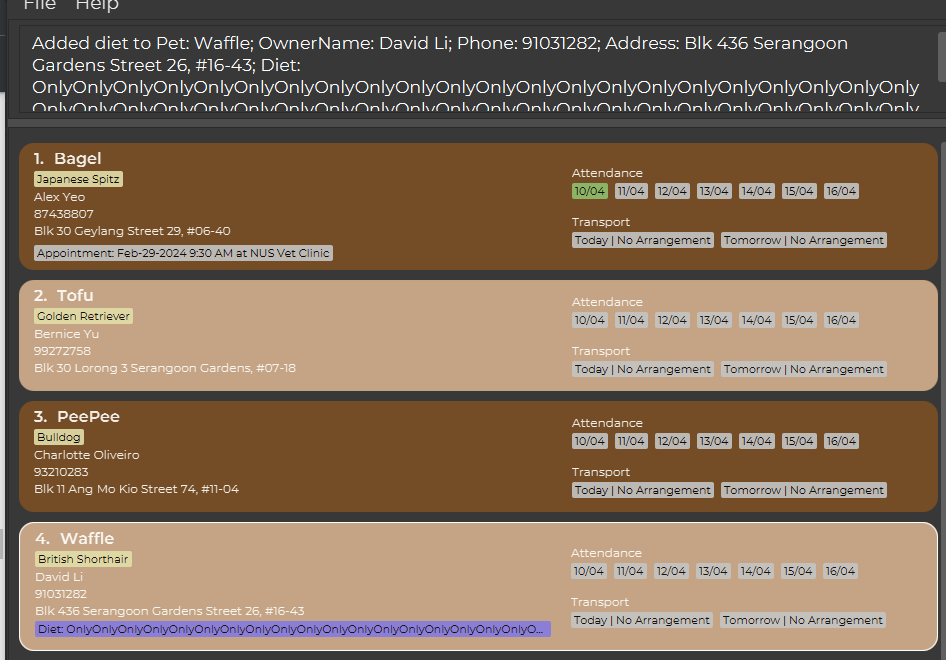 File Help
Added diet to Pet: Waffle; OwnerName: David Li; Phone: 91031282; Address: Blk 436 Serangoon
Gardens Street 26, #16-43; Diet:
OnlyOnlyOnlyOnlyOnlyOnlyOnlyOnlyOnlyOnlyOnlyOnlyOnlyOnlyOnlyOnlyOnlyOnlyOnlyOnlyOnlyOnly
OnlyOnlyOnlyOnlyOnlyOnlyOnlyOnlyOnlyOnlyOnlyOnlyOnlyOnlyOnlyOnlyOnlyOnlyOnlyOnlyOnlyOnly
1. Bagel
Japanese Spitz
Alex Yeo
87438807
Blk 30 Geylang Street 29, #06-40
Appointment: Feb-29-2024 9:30 AM at NUS Vet Clinic
Attendance
10/04 11/04 12/04 13/04 14/04 15/04 16/04
Transport
Today | No Arrangement Tomorrow | No Arrangement
2. Tofu
Golden Retriever
Bernice Yu
99272758
Blk 30 Lorong 3 Serangoon Gardens, #07-18
Attendance
10/04 11/04 12/04 13/04 14/04 15/04 16/04
Transport
Today | No Arrangement Tomorrow | No Arrangement
3. PeePee
Bulldog
Charlotte Oliveiro
93210283
Blk 11 Ang Mo Kio Street 74, #11-04
Attendance
10/04 11/04 12/04 13/04 14/04 15/04 16/04
Transport
Today | No Arrangement Tomorrow | No Arrangement
4. Waffle
British Shorthair
David Li
91031282
Blk 436 Serangoon Gardens Street 26, #16-43
Diet: OnlyOnlyOnlyOnlyOnlyOnlyOnlyOnlyOnlyOnlyOnlyOnlyOnlyOnlyOnlyOnlyOnlyOnlyO...
Attendance
10/04 11/04 12/04 13/04 14/04 15/04 16/04
Transport
Today | No Arrangement Tomorrow | No Arrangement